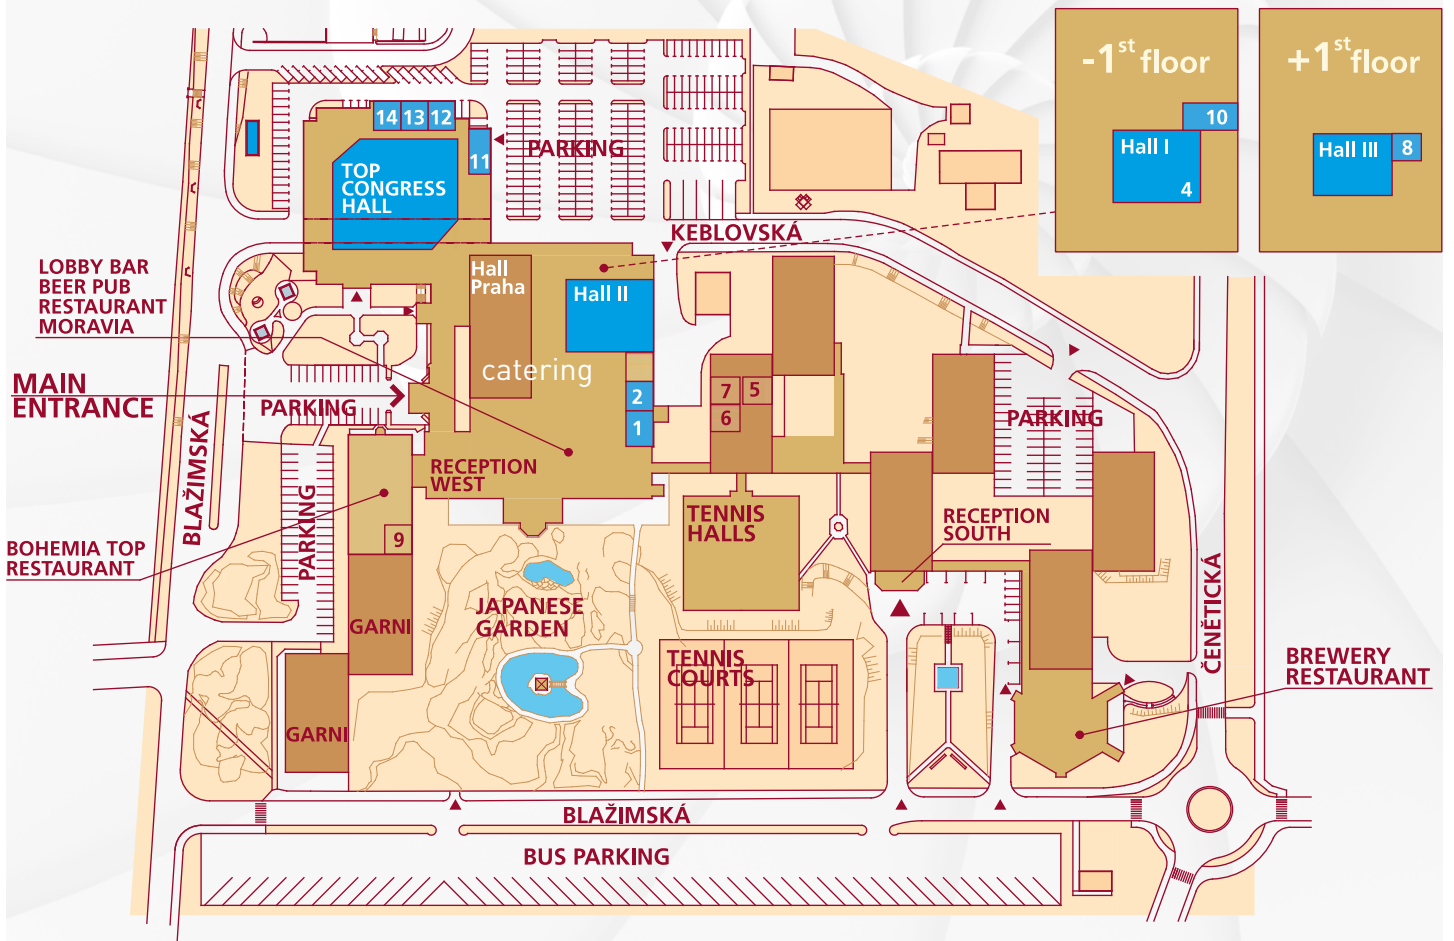 -1st floor
+1st floor
10
Hall I
4
Hall III
8
14
13
12
11
PARKING
TOP
CONGRESS
HALL
KEBLOVSKÁ
LOBBY BAR
BEER PUB
RESTAURANT
MORAVIA
Hall
Praha
Hall II
catering
MAIN
ENTRANCE
PARKING
2
1
7
5
6
PARKING
BLAŽIMSKÁ
RECEPTION
WEST
PARKING
9
BOHEMIA TOP
RESTAURANT
TENNIS
HALLS
RECEPTION
SOUTH
ČENĚTICKÁ
JAPANESE
GARDEN
GARNI
TENNIS
COURTS
BREWERY
RESTAURANT
GARNI
BLAŽIMSKÁ
BUS PARKING